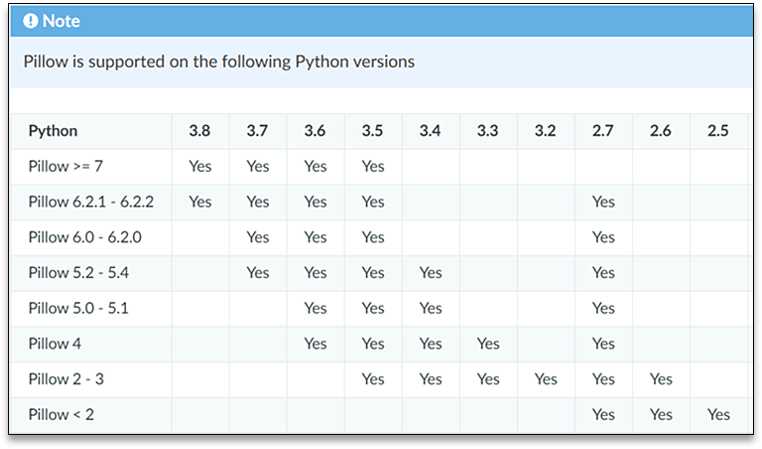 Note
Pillow is supported on the following Python versions
Python 3.8 3.7 3.6 3.5 3.4 3.3 3.2 2.7 2.6 2.5
Pillow >= 7 Yes Yes Yes Yes
Pillow 6.2.1 - 6.2.2 Yes Yes Yes Yes Yes
Pillow 6.0 - 6.2.0 Yes Yes Yes Yes
Pillow 5.2 - 5.4 Yes Yes Yes Yes Yes
Pillow 5.0 - 5.1 Yes Yes Yes Yes
Pillow 4 Yes Yes Yes Yes Yes
Pillow 2 - 3 Yes Yes Yes Yes Yes Yes
Pillow < 2 Yes Yes Yes